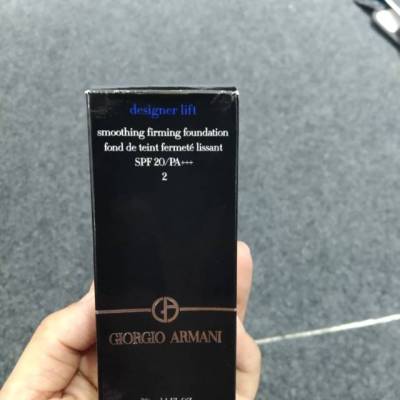 designer lift
smoothing firming foundation
fond de teint fermeté lissant
SPF 20/PA+++
2
GIORGIO ARMANI